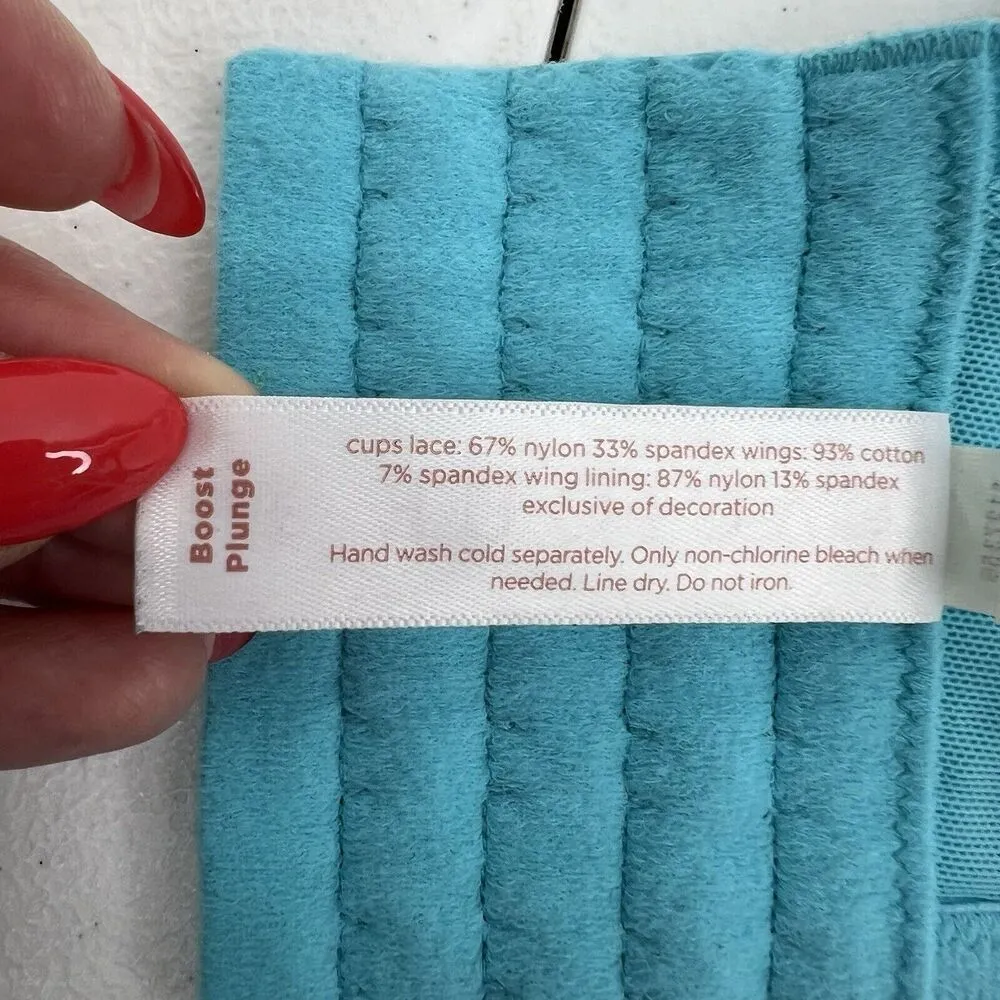 Boost
Plunge
cups lace: 67% nylon 33% spandex wings: 93% cotton
7% spandex wing lining: 87% nylon 13% spandex
exclusive of decoration
Hand wash cold separately. Only non-chlorine bleach when
needed. Line dry. Do not iron.